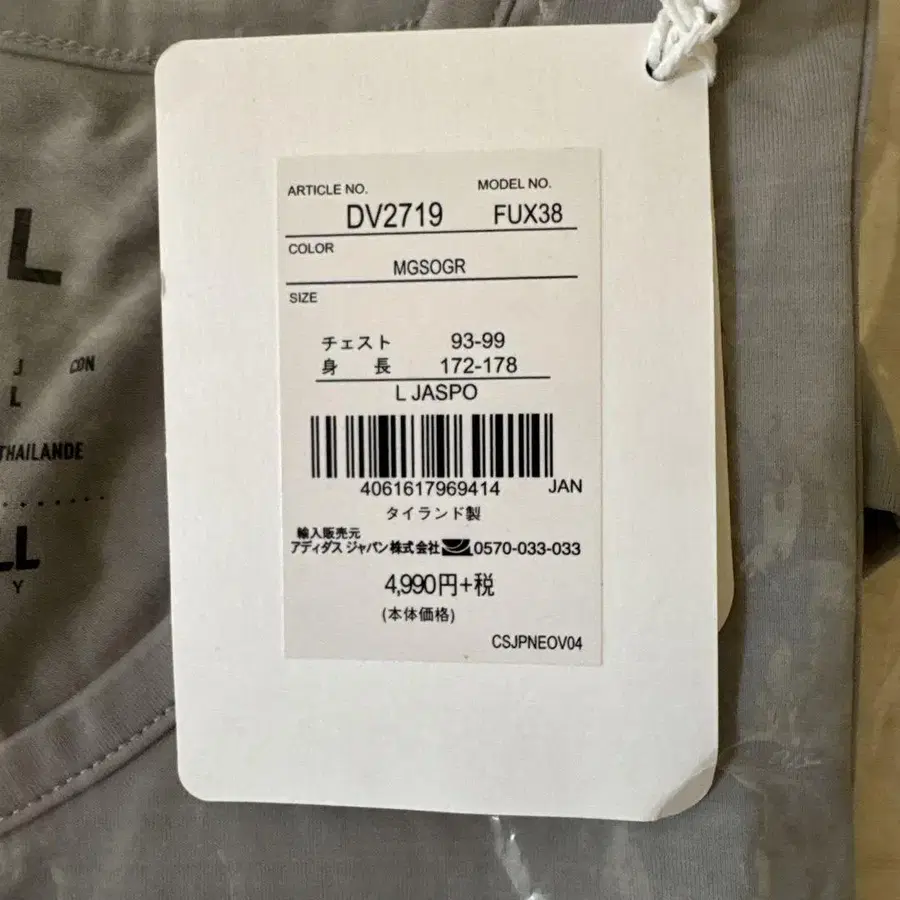 L
J CON
L
THAILANDE
LL
Y
ARTICLE NO. MODEL NO.
DV2719 FUX38
COLOR
MGSOGR
SIZE
チェスト 93-99
身 長 172-178
L JASPO
4061617969414 JAN
タイランド製
輸入販売元
アディダス ジャパン株式会社 0570-033-033
4,990円+税
(本体価格)
CSJPNEOV04